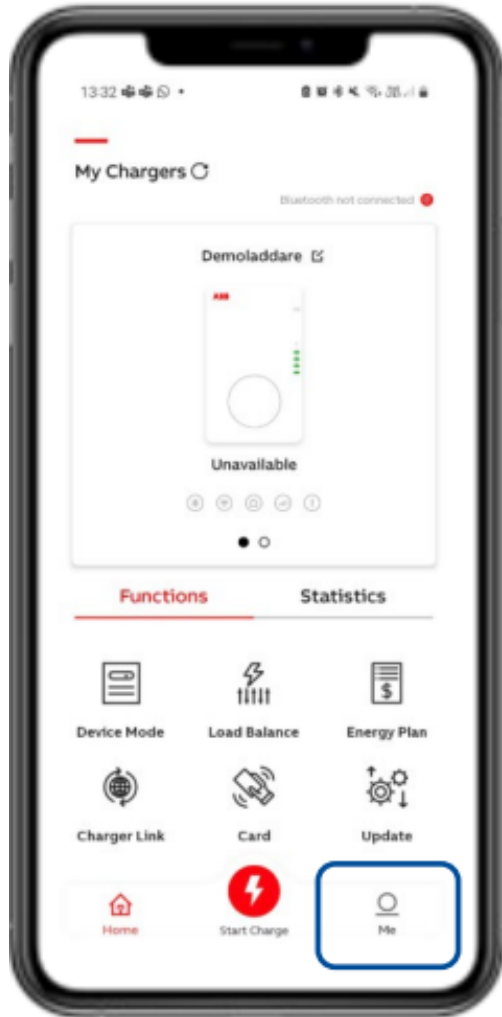 13:32
My Chargers
Bluetooth not connected
Demoladdare
ABB
Unavailable
Functions Statistics
Device Mode Load Balance Energy Plan
Charger Link Card Update
Home Start Charge Me